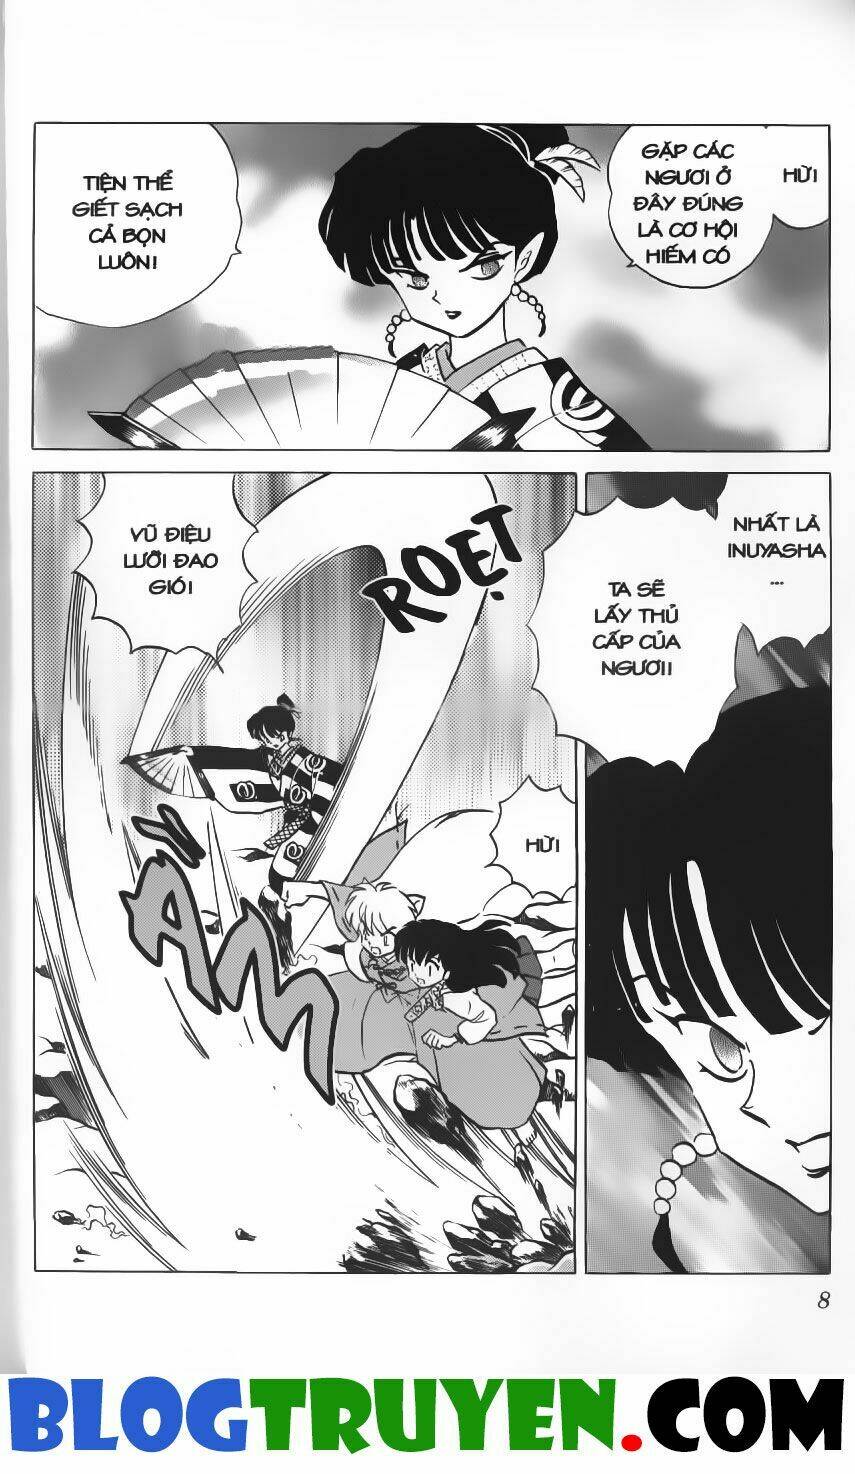 HỪ!
GẶP CÁC
NGƯƠI Ở
ĐÂY ĐÚNG
LÀ CƠ HỘI
HIẾM CÓ
TIỆN THỂ
GIẾT SẠCH
CẢ BỌN
LUÔN!
NHẤT LÀ
INUYASHA
...
TA SẼ
LẤY THỦ
CẤP CỦA
NGƯƠI!
VŨ ĐIỆU
LƯỠI ĐAO
GIÓ!
ROẸT
HỪ!
ẦM
8
BLOGTRUYEN.COM